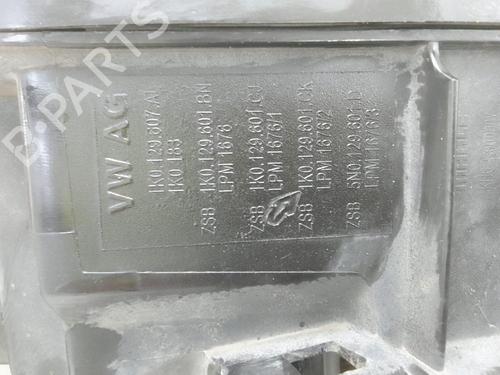 B-PARTS
VW AG
1K0.129.607.AT
1K0 183
ZSB 1K0.129.601.BN
LPM 1676
ZSB 1K0.129.601.CJ
LPM 1676/1
ZSB 1K0.129.601.CK
LPM 1676/2
ZSB 5N0.129.601.D
LPM 1676/3